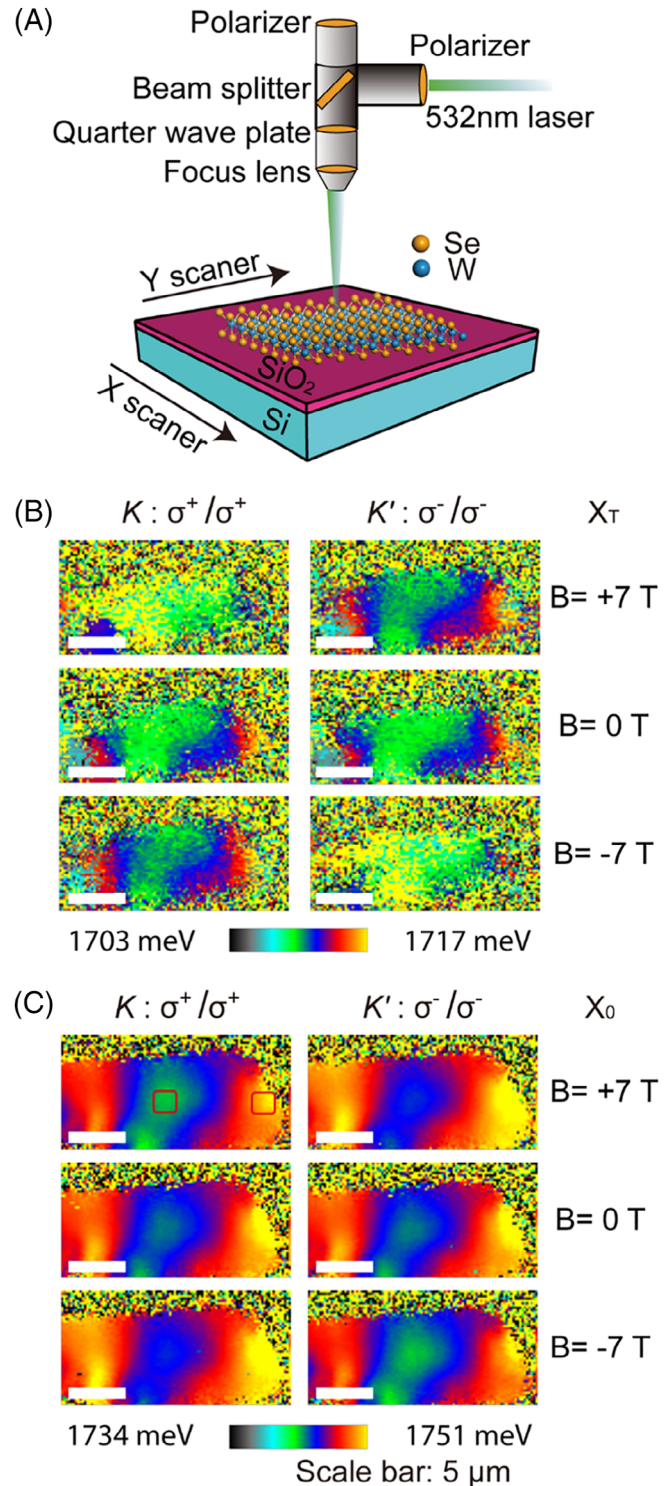 (A)
Polarizer
Polarizer
Beam splitter
532nm laser
Quarter wave plate
Focus lens
Se
W
Y scaner
SiO₂
X scaner
Si
(B)
K : σ⁺/σ⁺ K' : σ⁻/σ⁻ X_T
B= +7 T
B= 0 T
B= -7 T
1703 meV 1717 meV
(C)
K : σ⁺/σ⁺ K' : σ⁻/σ⁻ X₀
B= +7 T
B= 0 T
B= -7 T
1734 meV 1751 meV
Scale bar: 5 μm